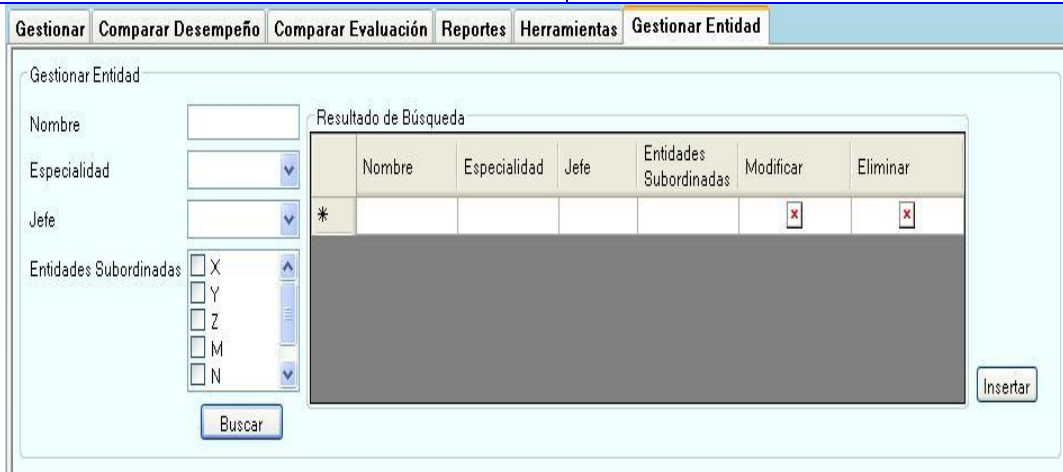 Gestionar Comparar Desempeño Comparar Evaluación Reportes Herramientas Gestionar Entidad
Gestionar Entidad
Nombre
Especialidad
Jefe
Entidades Subordinadas
X
Y
Z
M
N
Buscar
Resultado de Búsqueda
Nombre Especialidad Jefe Entidades Subordinadas Modificar Eliminar
*
Insertar